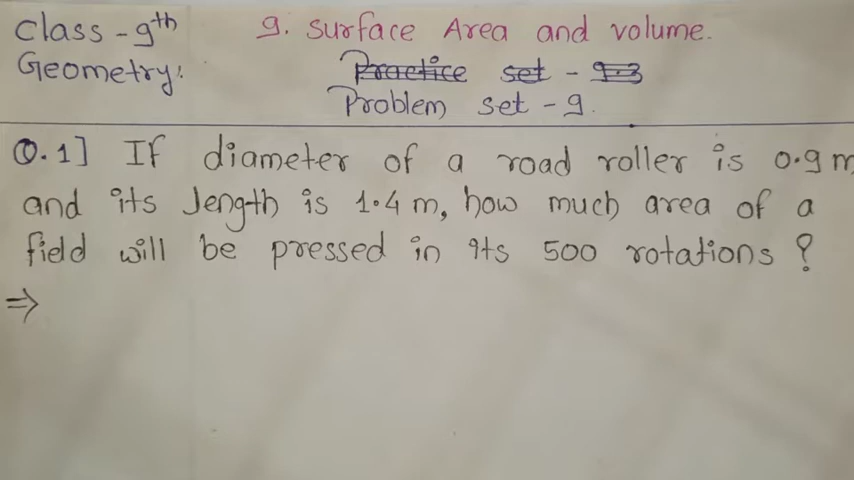 Class - 9th 9. Surface Area and volume.
Geometry: Practice set - 9.3
Problem set - 9.
Q.1] If diameter of a road roller is 0.9 m
and its length is 1.4 m, how much area of a
field will be pressed in its 500 rotations ?
⇒